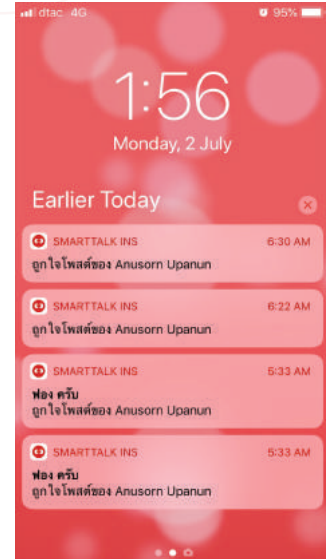 dtac 4G 95%
1:56
Monday, 2 July
Earlier Today
SMARTTALK INS 6:30 AM
ถูกใจโพสต์ของ Anusorn Upanun
SMARTTALK INS 6:22 AM
ถูกใจโพสต์ของ Anusorn Upanun
SMARTTALK INS 5:33 AM
ฟอง ครับ
ถูกใจโพสต์ของ Anusorn Upanun
SMARTTALK INS 5:33 AM
ฟอง ครับ
ถูกใจโพสต์ของ Anusorn Upanun